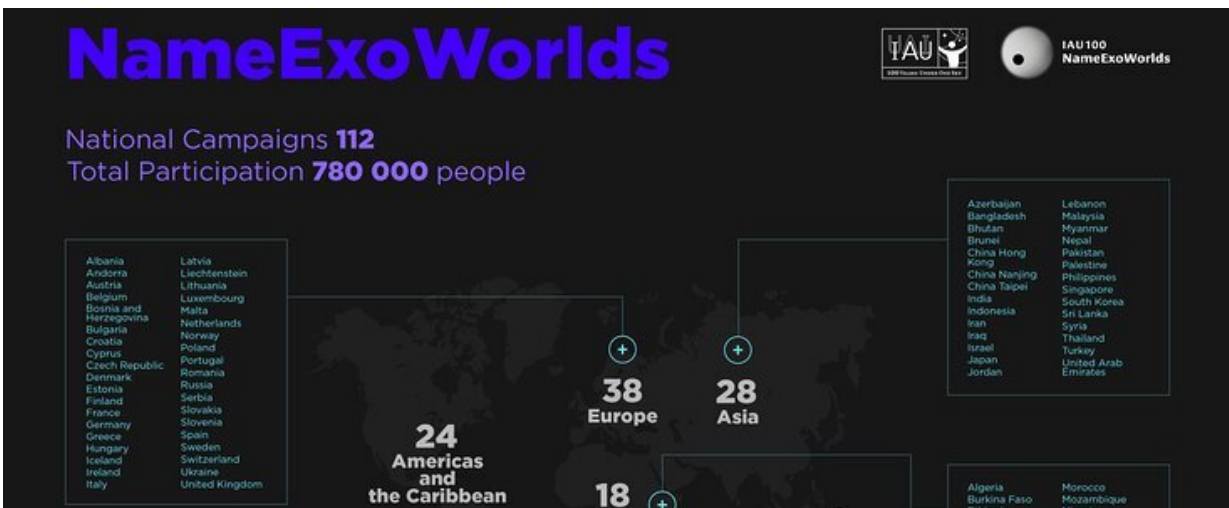 NameExoWorlds
IAU
IAU100
NameExoWorlds
National Campaigns 112
Total Participation 780 000 people
Albania
Andorra
Austria
Belgium
Bosnia and
Herzegovina
Bulgaria
Croatia
Cyprus
Czech Republic
Denmark
Estonia
Finland
France
Germany
Greece
Hungary
Iceland
Ireland
Italy
Latvia
Liechtenstein
Lithuania
Luxembourg
Malta
Netherlands
Norway
Poland
Portugal
Romania
Russia
Serbia
Slovakia
Slovenia
Spain
Sweden
Switzerland
Ukraine
United Kingdom
38
Europe
28
Asia
24
Americas
and
the Caribbean
18
Azerbaijan
Bangladesh
Bhutan
Brunei
China Hong
Kong
China Nanjing
China Taipei
India
Indonesia
Iran
Iraq
Israel
Japan
Jordan
Lebanon
Malaysia
Myanmar
Nepal
Pakistan
Palestine
Philippines
Singapore
South Korea
Sri Lanka
Syria
Thailand
Turkey
United Arab
Emirates
Algeria
Burkina Faso
Morocco
Mozambique